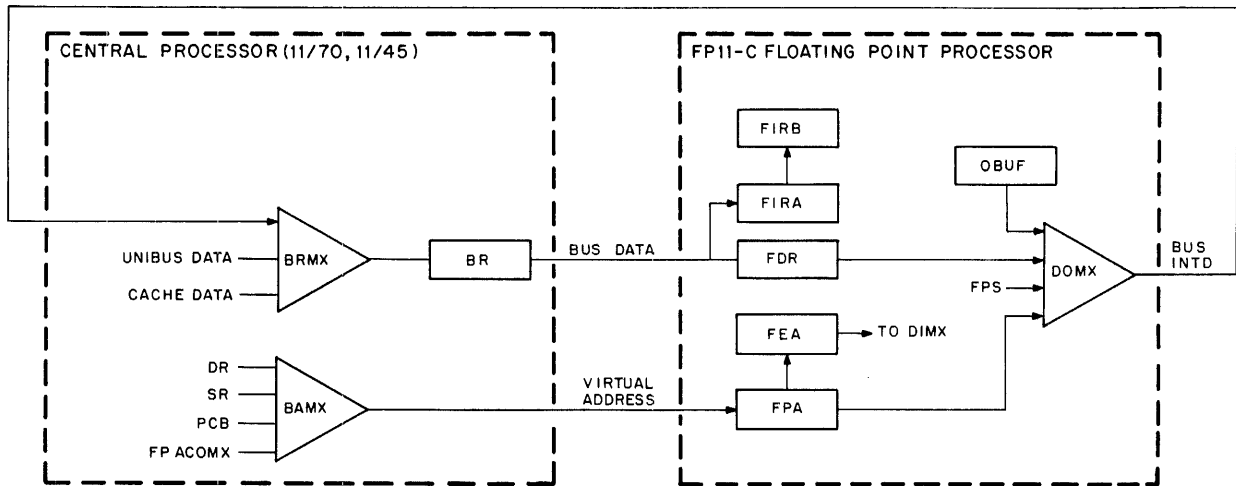 CENTRAL PROCESSOR (11/70, 11/45)
FP11-C FLOATING POINT PROCESSOR
FIRB
OBUF
FIRA
UNIBUS DATA
CACHE DATA
BRMX
BR
BUS DATA
FDR
FPS
DOMX
BUS
INTD
FEA
TO DIMX
DR
SR
PCB
FP ACOMX
BAMX
VIRTUAL
ADDRESS
FPA